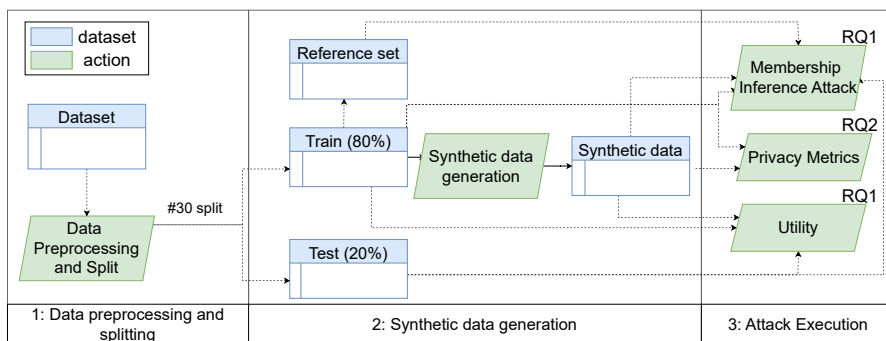 dataset
action
Dataset
Data
Preprocessing
and Split
#30 split
Reference set
Train (80%)
Synthetic data
generation
Synthetic data
Test (20%)
RQ1
Membership
Inference Attack
RQ2
Privacy Metrics
RQ1
Utility
1: Data preprocessing and
splitting
2: Synthetic data generation
3: Attack Execution